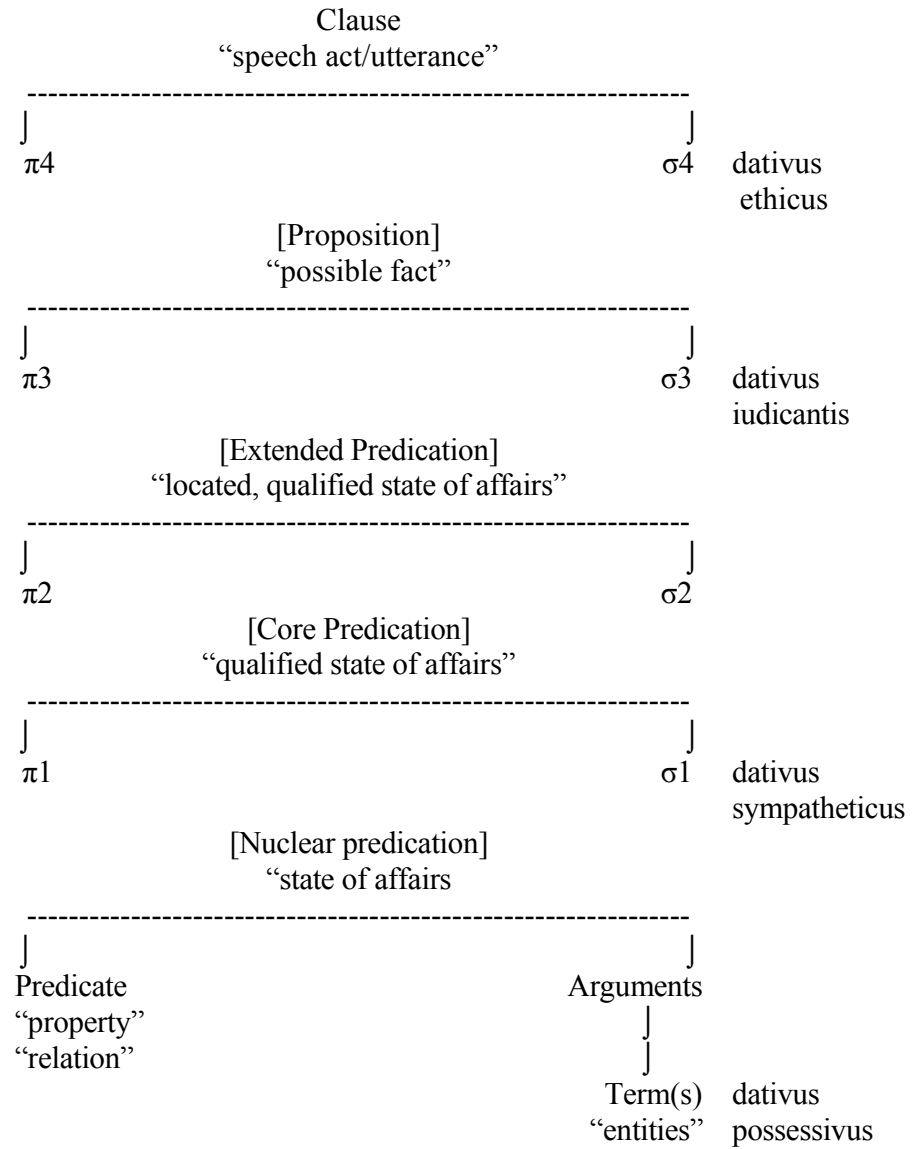 Clause
“speech act/utterance”
----------------------------------------------------------------
⌡ ⌡
π4 σ4 dativus
ethicus
[Proposition]
“possible fact”
----------------------------------------------------------------
⌡ ⌡
π3 σ3 dativus
iudicantis
[Extended Predication]
“located, qualified state of affairs”
----------------------------------------------------------------
⌡ ⌡
π2 σ2
[Core Predication]
“qualified state of affairs”
----------------------------------------------------------------
⌡ ⌡
π1 σ1 dativus
sympatheticus
[Nuclear predication]
“state of affairs
----------------------------------------------------------------
⌡ ⌡
Predicate Arguments
“property” ⌡
“relation” ⌡
Term(s) dativus
“entities” possessivus